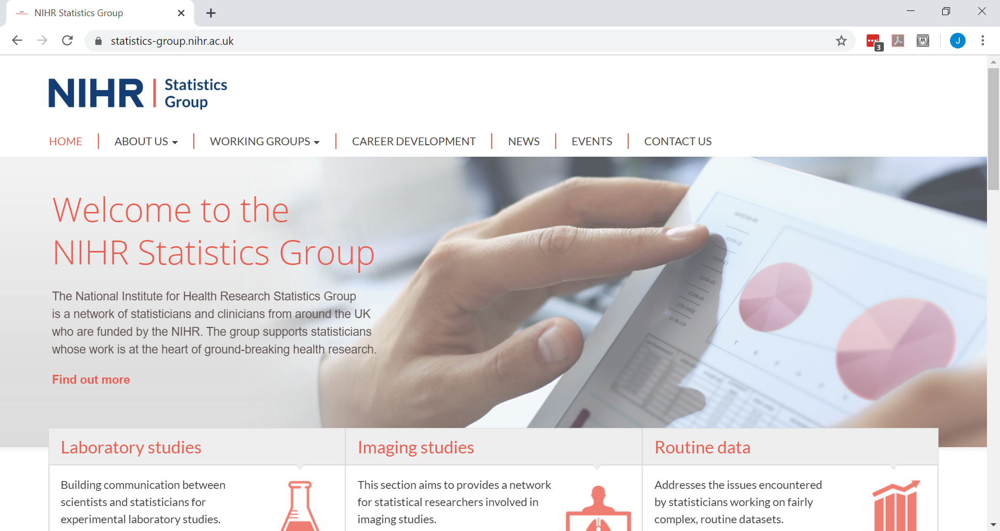 NIHR Statistics Group
statistics-group.nihr.ac.uk
3
J
NIHR | Statistics
Group
HOME
ABOUT US
WORKING GROUPS
CAREER DEVELOPMENT
NEWS
EVENTS
CONTACT US
Welcome to the
NIHR Statistics Group
The National Institute for Health Research Statistics Group
is a network of statisticians and clinicians from around the UK
who are funded by the NIHR. The group supports statisticians
whose work is at the heart of ground-breaking health research.
Find out more
Laboratory studies
Building communication between
scientists and statisticians for
experimental laboratory studies.
Imaging studies
This section aims to provides a network
for statistical researchers involved in
imaging studies.
Routine data
Addresses the issues encountered
by statisticians working on fairly
complex, routine datasets.